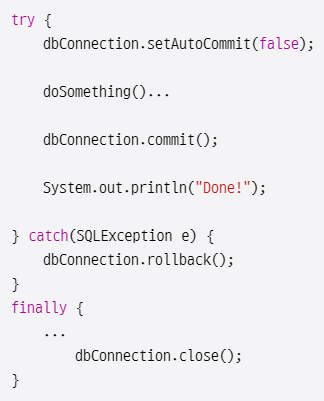 try {
    dbConnection.setAutoCommit(false);
    doSomething()...
    dbConnection.commit();
    System.out.println("Done!");
} catch(SQLException e) {
    dbConnection.rollback();
}
finally {
    ...
        dbConnection.close();
}